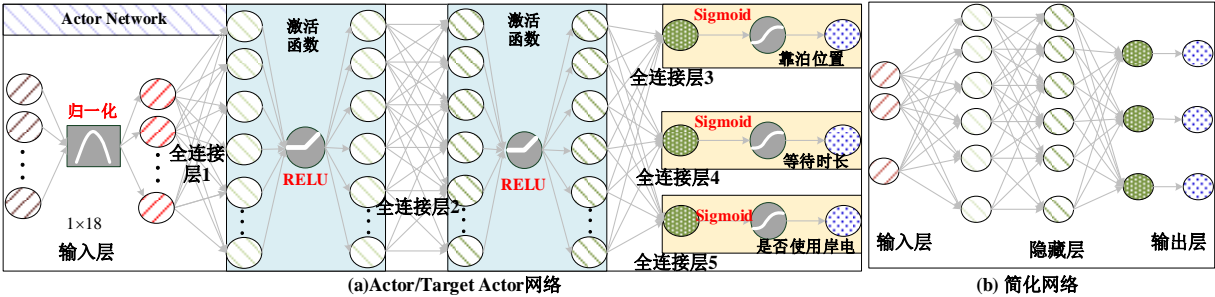 Actor Network
归一化
1×18
输入层
全连接
层1
激活
函数
RELU
全连接层2
激活
函数
RELU
全连接层3
全连接层4
全连接层5
Sigmoid
靠泊位置
Sigmoid
等待时长
Sigmoid
是否使用岸电
(a)Actor/Target Actor网络
输入层
隐藏层
输出层
(b) 简化网络